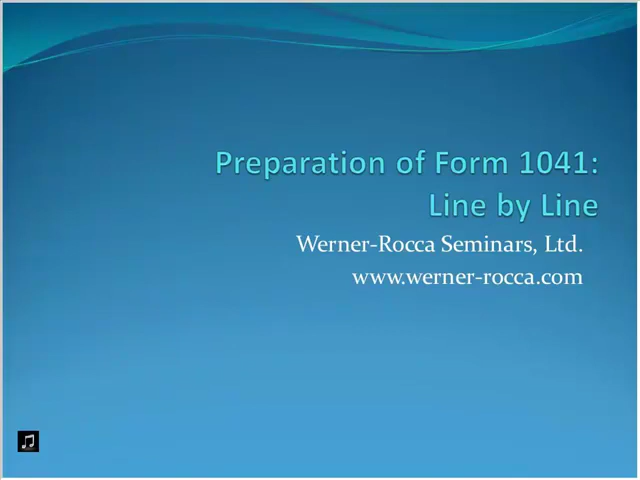 Preparation of Form 1041:
Line by Line
Werner-Rocca Seminars, Ltd.
www.werner-rocca.com